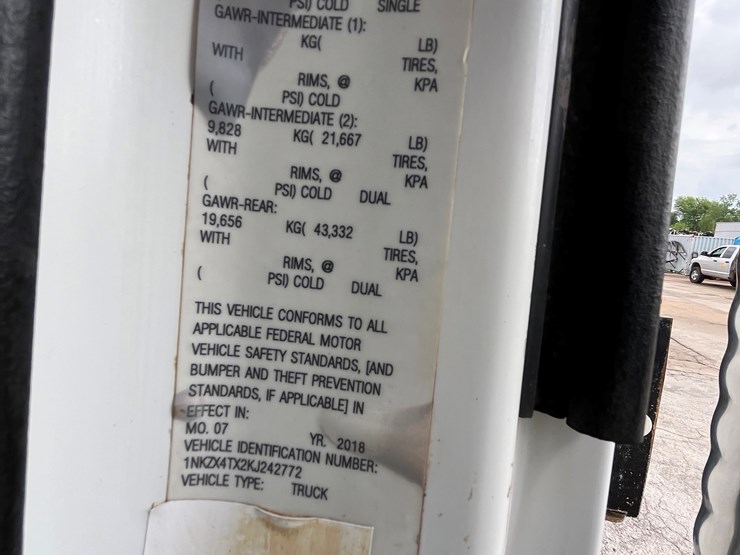 PSI) COLD SINGLE
GAWR-INTERMEDIATE (1):
KG( LB)
WITH TIRES,
RIMS, @ KPA
( PSI) COLD
GAWR-INTERMEDIATE (2):
9,828 KG( 21,667 LB)
WITH TIRES,
RIMS, @ KPA
( PSI) COLD DUAL
GAWR-REAR:
19,656 KG( 43,332 LB)
WITH TIRES,
RIMS, @ KPA
( PSI) COLD DUAL
THIS VEHICLE CONFORMS TO ALL
APPLICABLE FEDERAL MOTOR
VEHICLE SAFETY STANDARDS, [AND
BUMPER AND THEFT PREVENTION
STANDARDS, IF APPLICABLE] IN
EFFECT IN:
MO. 07 YR. 2018
VEHICLE IDENTIFICATION NUMBER:
1NKZX4TX2KJ242772
VEHICLE TYPE: TRUCK